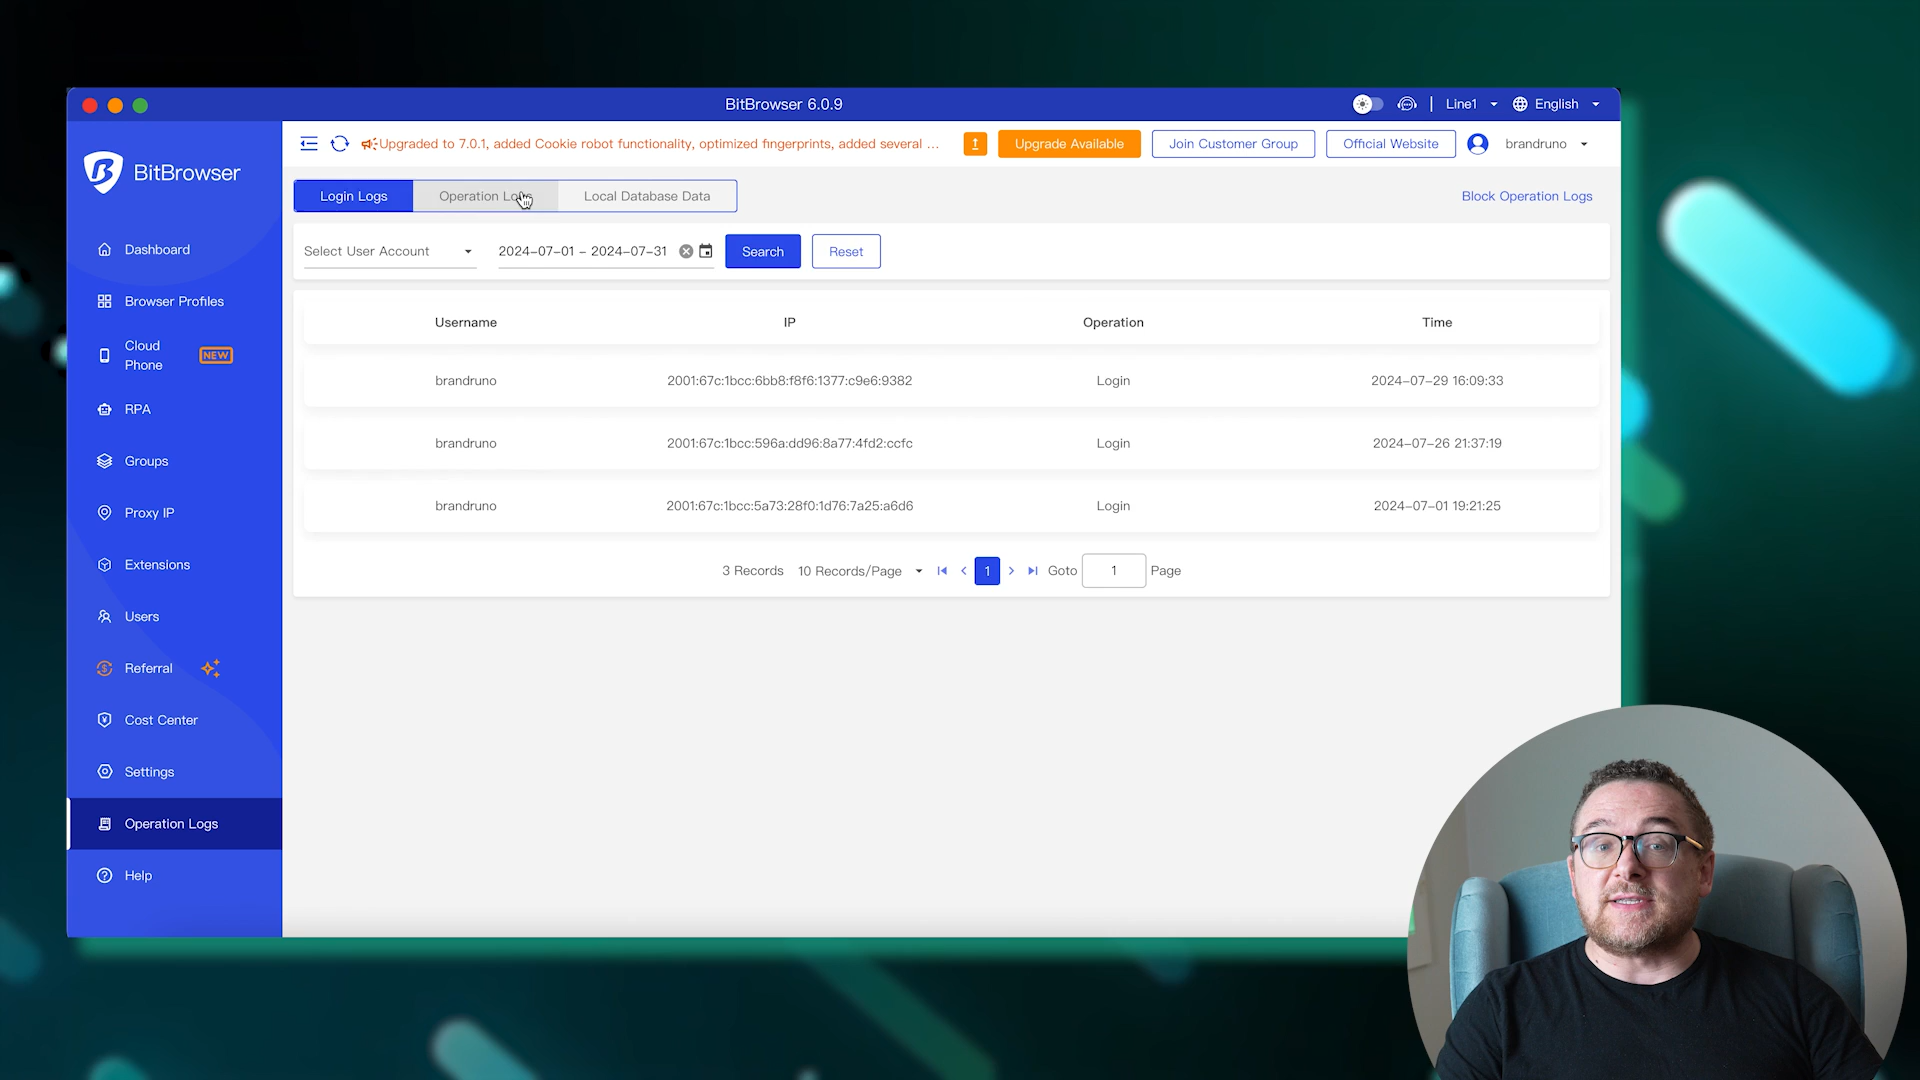 BitBrowser 6.0.9
Line1
English
BitBrowser
Upgraded to 7.0.1, added Cookie robot functionality, optimized fingerprints, added several ...
Upgrade Available
Join Customer Group
Official Website
brandruno
Dashboard
Browser Profiles
Cloud Phone
NEW
RPA
Groups
Proxy IP
Extensions
Users
Referral
Cost Center
Settings
Operation Logs
Help
Login Logs
Operation Logs
Local Database Data
Block Operation Logs
Select User Account
2024-07-01 - 2024-07-31
Search
Reset
Username IP Operation Time
brandruno 2001:67c:1bcc:6bb8:f8f6:1377:c9e6:9382 Login 2024-07-29 16:09:33
brandruno 2001:67c:1bcc:596a:dd96:8a77:4fd2:ccfc Login 2024-07-26 21:37:19
brandruno 2001:67c:1bcc:5a73:28f0:1d76:7a25:a6d6 Login 2024-07-01 19:21:25
3 Records 10 Records/Page 1 Goto 1 Page